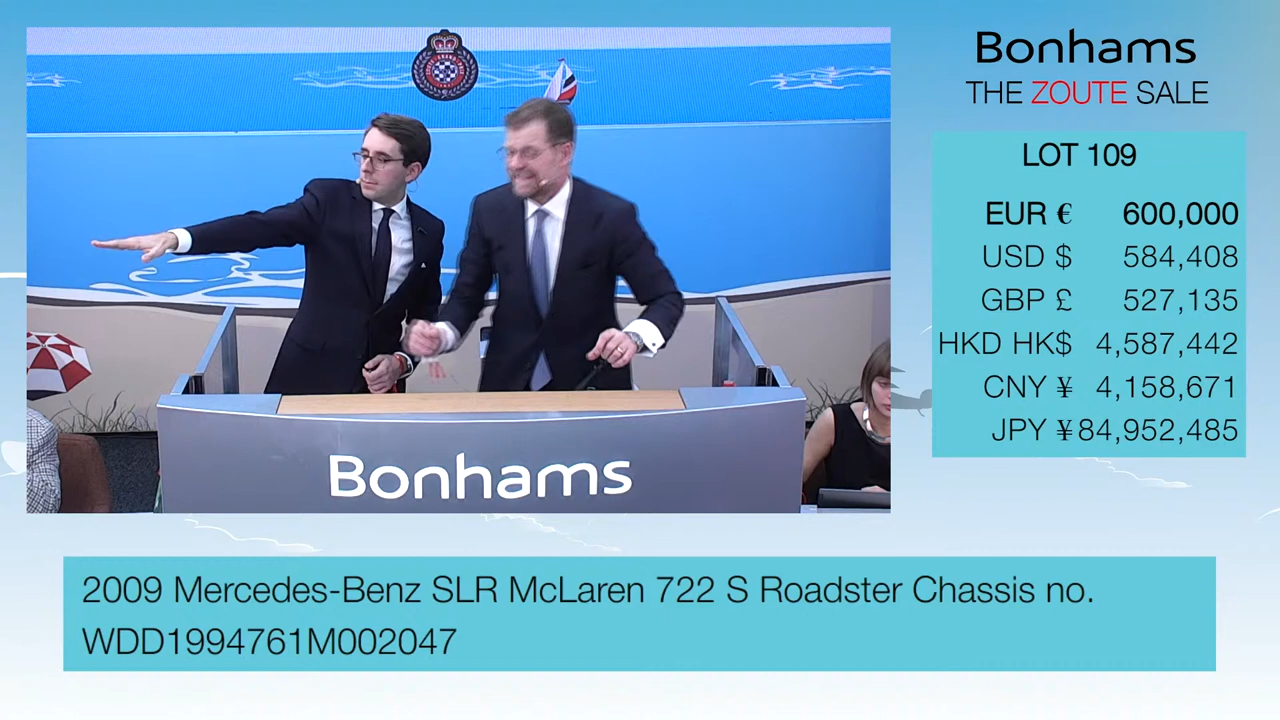 Bonhams
THE ZOUTE SALE
LOT 109
EUR € 600,000
USD $ 584,408
GBP £ 527,135
HKD HK$ 4,587,442
CNY ¥ 4,158,671
JPY ¥ 84,952,485
Bonhams
2009 Mercedes-Benz SLR McLaren 722 S Roadster Chassis no.
WDD1994761M002047